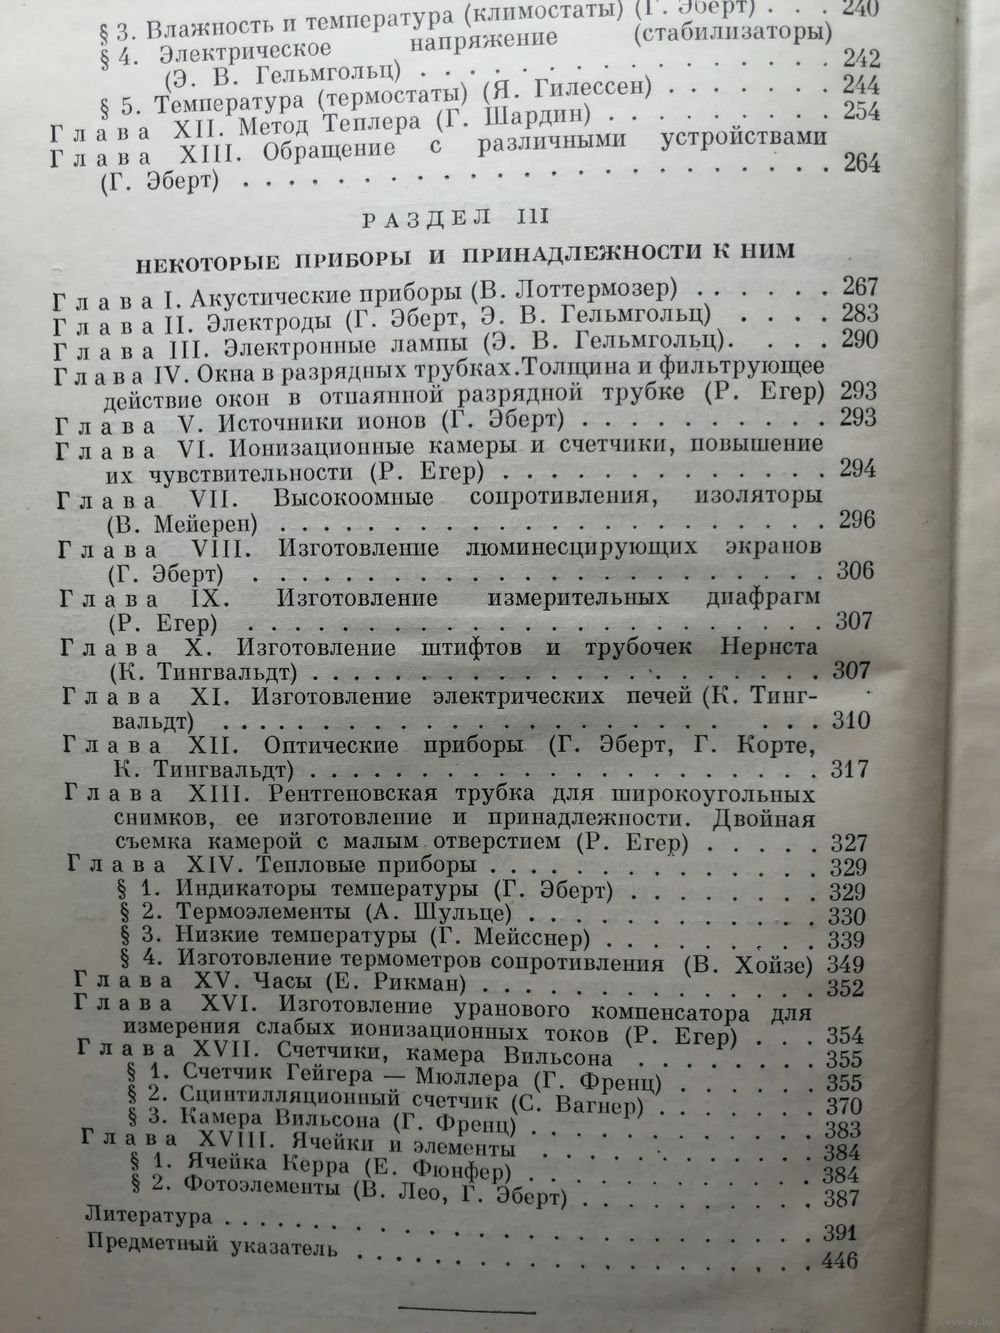 § 3. Влажность и температура (климостаты) (Г. Эберт) . . . 240
§ 4. Электрическое напряжение (стабилизаторы)
(Э. В. Гельмгольц) . . . . . . . . . . . . . . . . 242
§ 5. Температура (термостаты) (Я. Гилессен) . . . . . . . 244
Глава XII. Метод Теплера (Г. Шардин) . . . . . . . . . 254
Глава XIII. Обращение с различными устройствами
(Г. Эберт) . . . . . . . . . . . . . . . . . . . . . . 264
РАЗДЕЛ III
НЕКОТОРЫЕ ПРИБОРЫ И ПРИНАДЛЕЖНОСТИ К НИМ
Глава I. Акустические приборы (В. Лоттермозер) . . . . . . 267
Глава II. Электроды (Г. Эберт, Э. В. Гельмгольц) . . . . 283
Глава III. Электронные лампы (Э. В. Гельмгольц). . . . . 290
Глава IV. Окна в разрядных трубках. Толщина и фильтрующее
действие окон в отпаянной разрядной трубке (Р. Егер) 293
Глава V. Источники ионов (Г. Эберт) . . . . . . . . . . 293
Глава VI. Ионизационные камеры и счетчики, повышение
их чувствительности (Р. Егер) . . . . . . . . . . . . 294
Глава VII. Высокоомные сопротивления, изоляторы
(В. Мейерен) . . . . . . . . . . . . . . . . . . . . . 296
Глава VIII. Изготовление люминесцирующих экранов
(Г. Эберт) . . . . . . . . . . . . . . . . . . . . . . 306
Глава IX. Изготовление измерительных диафрагм
(Р. Егер) . . . . . . . . . . . . . . . . . . . . . . 307
Глава X. Изготовление штифтов и трубочек Нернста
(К. Тингвальдт) . . . . . . . . . . . . . . . . . . . . 307
Глава XI. Изготовление электрических печей (К. Тинг-
вальдт) . . . . . . . . . . . . . . . . . . . . . . . 310
Глава XII. Оптические приборы (Г. Эберт, Г. Корте,
К. Тингвальдт) . . . . . . . . . . . . . . . . . . . . 317
Глава XIII. Рентгеновская трубка для широкоугольных
снимков, ее изготовление и принадлежности. Двойная
съемка камерой с малым отверстием (Р. Егер) . . . . . 327
Глава XIV. Тепловые приборы . . . . . . . . . . . . . . 329
§ 1. Индикаторы температуры (Г. Эберт) . . . . . . . . 329
§ 2. Термоэлементы (А. Шульце) . . . . . . . . . . . . 330
§ 3. Низкие температуры (Г. Мейсснер) . . . . . . . . . 339
§ 4. Изготовление термометров сопротивления (В. Хойзе) 349
Глава XV. Часы (Е. Рикман) . . . . . . . . . . . . . . 352
Глава XVI. Изготовление уранового компенсатора для
измерения слабых ионизационных токов (Р. Егер) . . . 354
Глава XVII. Счетчики, камера Вильсона . . . . . . . . 355
§ 1. Счетчик Гейгера — Мюллера (Г. Френц) . . . . . . 355
§ 2. Сцинтилляционный счетчик (С. Вагнер) . . . . . . . 370
§ 3. Камера Вильсона (Г. Френц) . . . . . . . . . . . . 383
Глава XVIII. Ячейки и элементы . . . . . . . . . . . . 384
§ 1. Ячейка Керра (Е. Фюнфер) . . . . . . . . . . . . . 384
§ 2. Фотоэлементы (В. Лео, Г. Эберт) . . . . . . . . . . 387
Литература . . . . . . . . . . . . . . . . . . . . . . . . 391
Предметный указатель . . . . . . . . . . . . . . . . . . . 446
www.ay.by